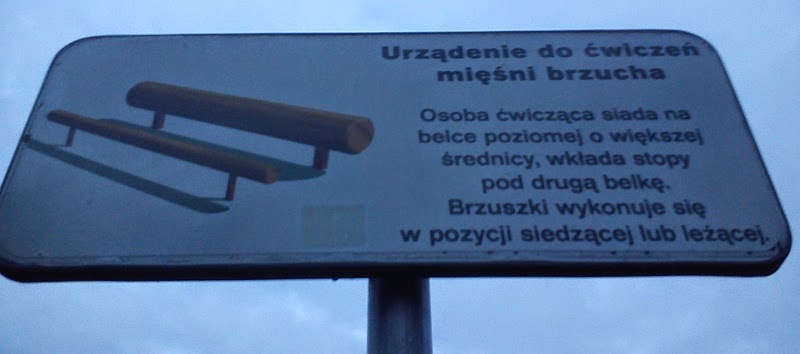 Urządenie do ćwiczeń
mięśni brzucha
Osoba ćwicząca siada na
belce poziomej o większej
średnicy, wkłada stopy
pod drugą belkę.
Brzuszki wykonuje się
w pozycji siedzącej lub leżącej.